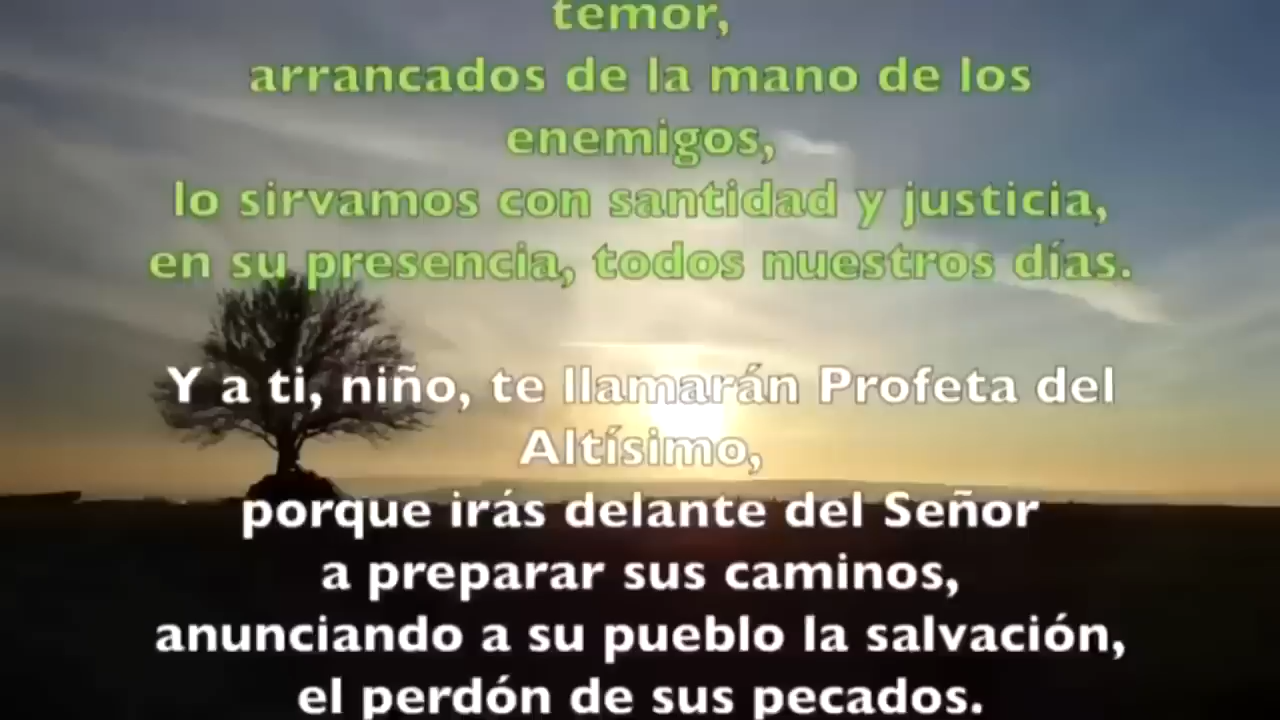 temor,
arrancados de la mano de los
enemigos,
lo sirvamos con santidad y justicia,
en su presencia, todos nuestros días.
Y a ti, niño, te llamarán Profeta del
Altísimo,
porque irás delante del Señor
a preparar sus caminos,
anunciando a su pueblo la salvación,
el perdón de sus pecados.